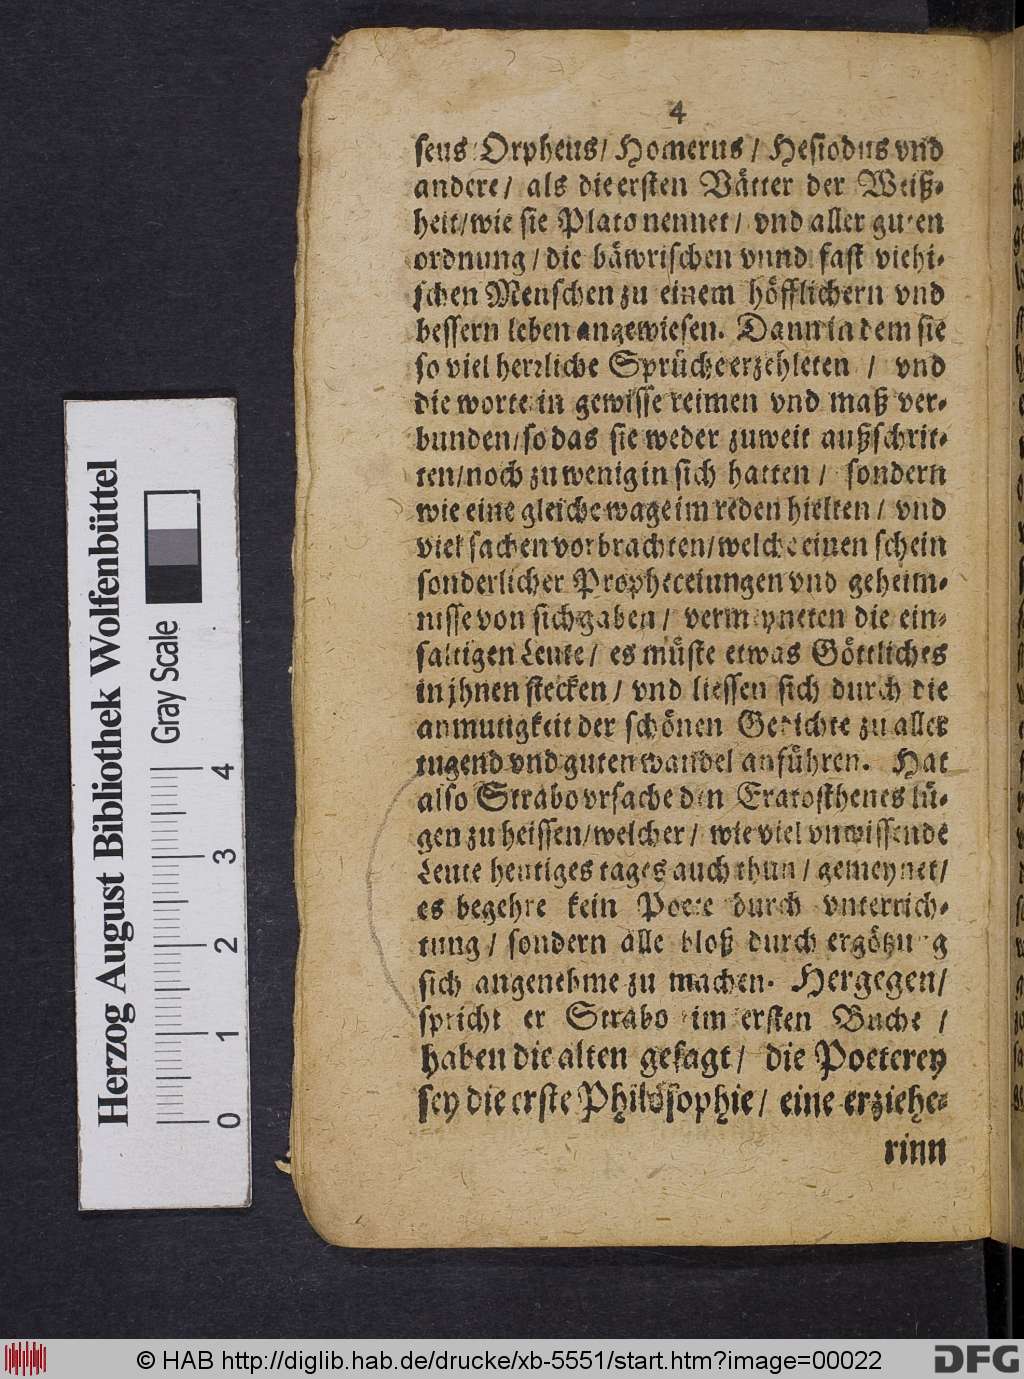 4
seus / Orpheus / Homerus / Hesiodus vnd
andere / als die ersten Vätter der Weiß-
heit / wie sie Plato nennet / vnd aller guten
ordnung / die bäwrischen vnnd fast viehi-
schen Menschen zu einem höfflichern vnd
bessern leben angewiesen. Dann in dem sie
so viel herrliche Sprüche erzehleten / vnd
die worte in gewisse reimen vnd maß ver-
bunden / so das sie weder zuweit außschrit-
ten / noch zu wenig in sich hatten / sondern
wie eine gleiche wage im reden hielten / vnd
viel sachen vorbrachten / welche einen schein
sonderlicher Propheceiungen vnd geheim-
nisse von sich gaben / vermeyneten die ein-
faltigen Leute / es müste etwas Göttliches
in jhnen stecken / vnd liessen sich durch die
anmutigkeit der schönen Getichte zu aller
tugend vnd guten wandel anführen. Hat
also Strabo vrsache den Eratosthenes lü-
gen zu heissen / welcher / wie viel vnwissende
Leute heutiges tages auch thun / gemeynet /
es begehre kein Poete durch vnterrich-
tung / sondern alle bloß durch ergötzung
sich angenehme zu machen. Hergegen /
spricht er Strabo im ersten Buche /
haben die alten gesagt / die Poeterey
sey die erste Philosophie / eine erziehe-
rinn
Herzog August Bibliothek Wolfenbüttel
Gray Scale
0 1 2 3 4
© HAB http://diglib.hab.de/drucke/xb-5551/start.htm?image=00022
DFG